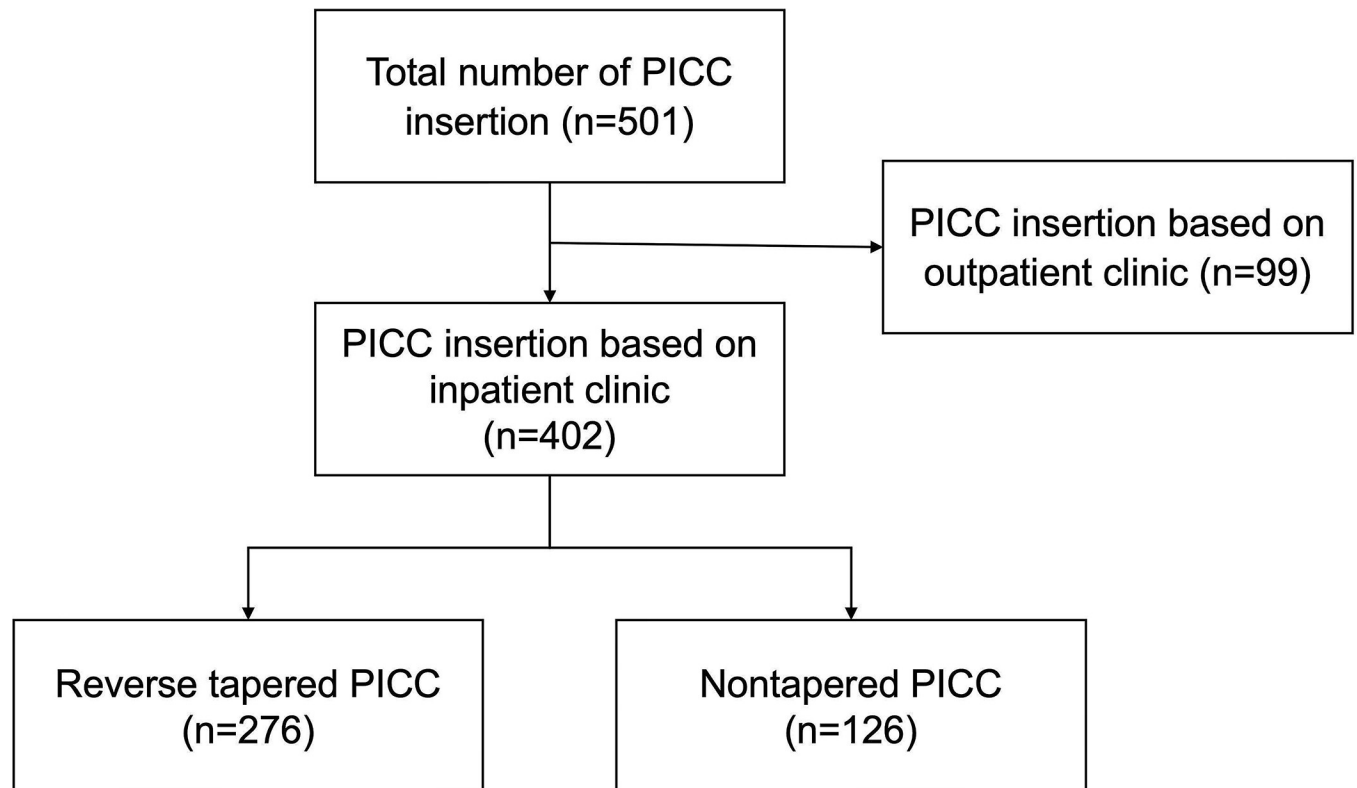 Total number of PICC
insertion (n=501)
PICC insertion based on
outpatient clinic (n=99)
PICC insertion based on
inpatient clinic
(n=402)
Reverse tapered PICC
(n=276)
Nontapered PICC
(n=126)